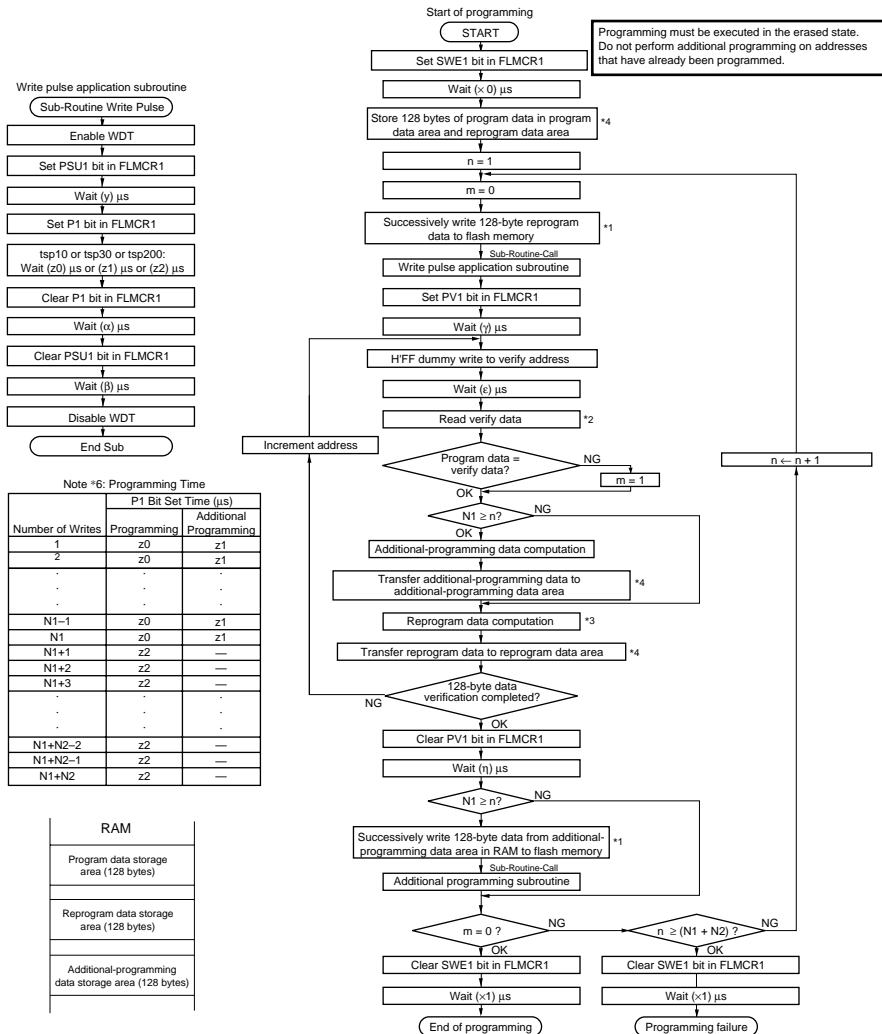 Start of programming
START
Set SWE1 bit in FLMCR1
Wait (× 0) µs
Store 128 bytes of program data in program
data area and reprogram data area
*4
n = 1
m = 0
Successively write 128-byte reprogram
data to flash memory
*1
Sub-Routine-Call
Write pulse application subroutine
Set PV1 bit in FLMCR1
Wait (γ) µs
H'FF dummy write to verify address
Wait (ε) µs
Read verify data
*2
Increment address
Program data =
verify data?
NG
m = 1
OK
N1 ≥ n?
NG
OK
Additional-programming data computation
Transfer additional-programming data to
additional-programming data area
*4
Reprogram data computation
*3
Transfer reprogram data to reprogram data area
*4
128-byte data
verification completed?
NG
OK
Clear PV1 bit in FLMCR1
Wait (η) µs
N1 ≥ n?
NG
OK
Successively write 128-byte data from additional-
programming data area in RAM to flash memory
*1
Sub-Routine-Call
Additional programming subroutine
m = 0 ?
NG
OK
n ≥ (N1 + N2) ?
NG
OK
n ← n + 1
Clear SWE1 bit in FLMCR1
Clear SWE1 bit in FLMCR1
Wait (×1) µs
Wait (×1) µs
End of programming
Programming failure
Programming must be executed in the erased state.
Do not perform additional programming on addresses
that have already been programmed.
Write pulse application subroutine
Sub-Routine Write Pulse
Enable WDT
Set PSU1 bit in FLMCR1
Wait (y) µs
Set P1 bit in FLMCR1
tsp10 or tsp30 or tsp200:
Wait (z0) µs or (z1) µs or (z2) µs
Clear P1 bit in FLMCR1
Wait (α) µs
Clear PSU1 bit in FLMCR1
Wait (β) µs
Disable WDT
End Sub
Note *6: Programming Time
P1 Bit Set Time (µs)
Number of Writes Programming Additional Programming
1 z0 z1
2 z0 z1
. . .
. . .
. . .
N1–1 z0 z1
N1 z0 z1
N1+1 z2 —
N1+2 z2 —
N1+3 z2 —
. . .
. . .
. . .
N1+N2–2 z2 —
N1+N2–1 z2 —
N1+N2 z2 —
RAM
Program data storage
area (128 bytes)
Reprogram data storage
area (128 bytes)
Additional-programming
data storage area (128 bytes)